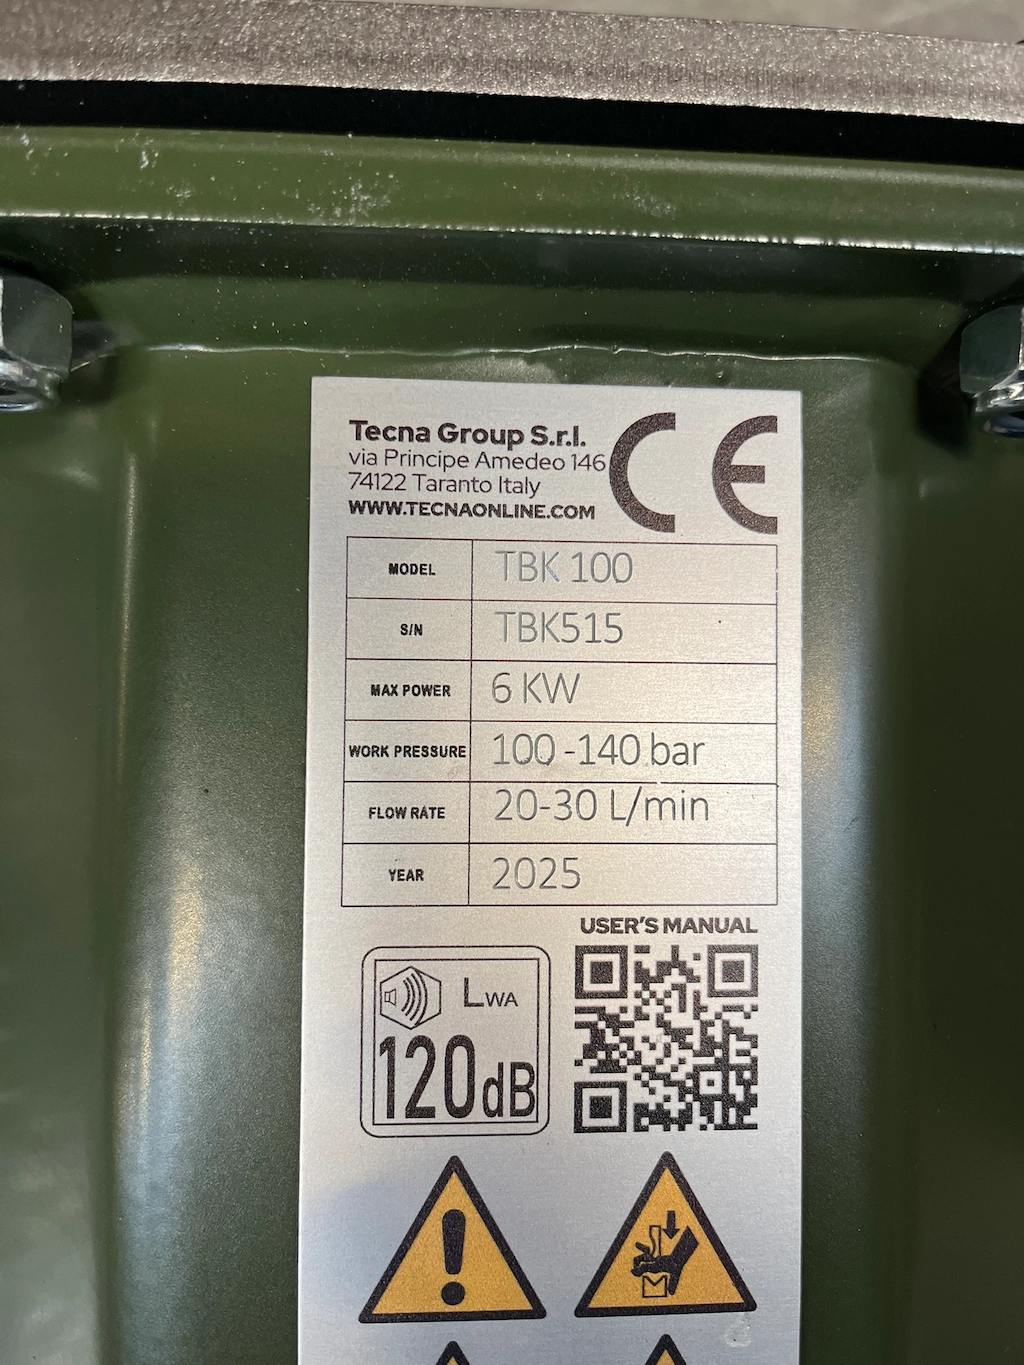 Tecna Group S.r.l.
via Principe Amedeo 146
74122 Taranto Italy
WWW.TECNAONLINE.COM
CE
MODEL TBK 100
S/N TBK515
MAX POWER 6 KW
WORK PRESSURE 100 -140 bar
FLOW RATE 20-30 L/min
YEAR 2025
USER'S MANUAL
LWA
120dB